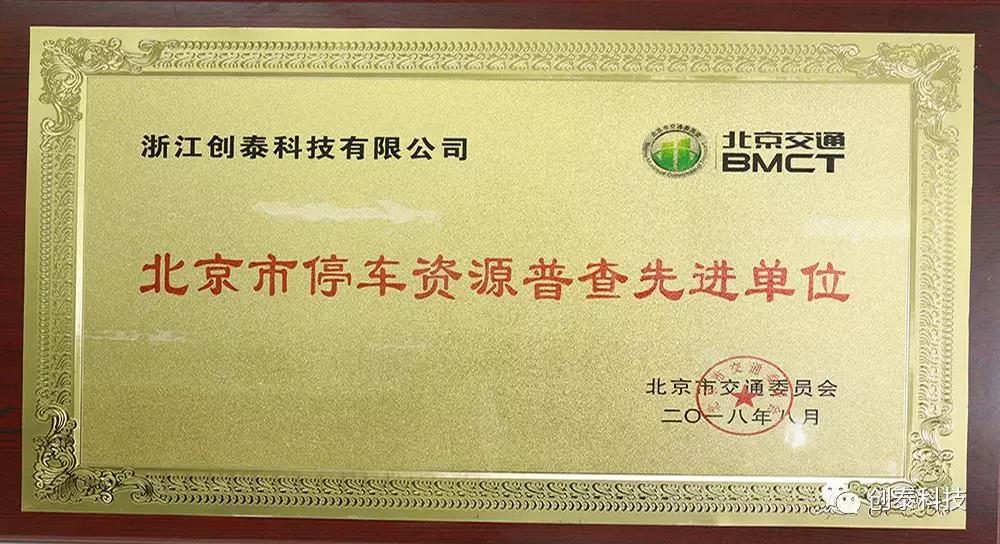 浙江创泰科技有限公司
北京交通
BMCT
北京市停车资源普查先进单位
北京市交通委员会
二〇一八年八月
创泰科技